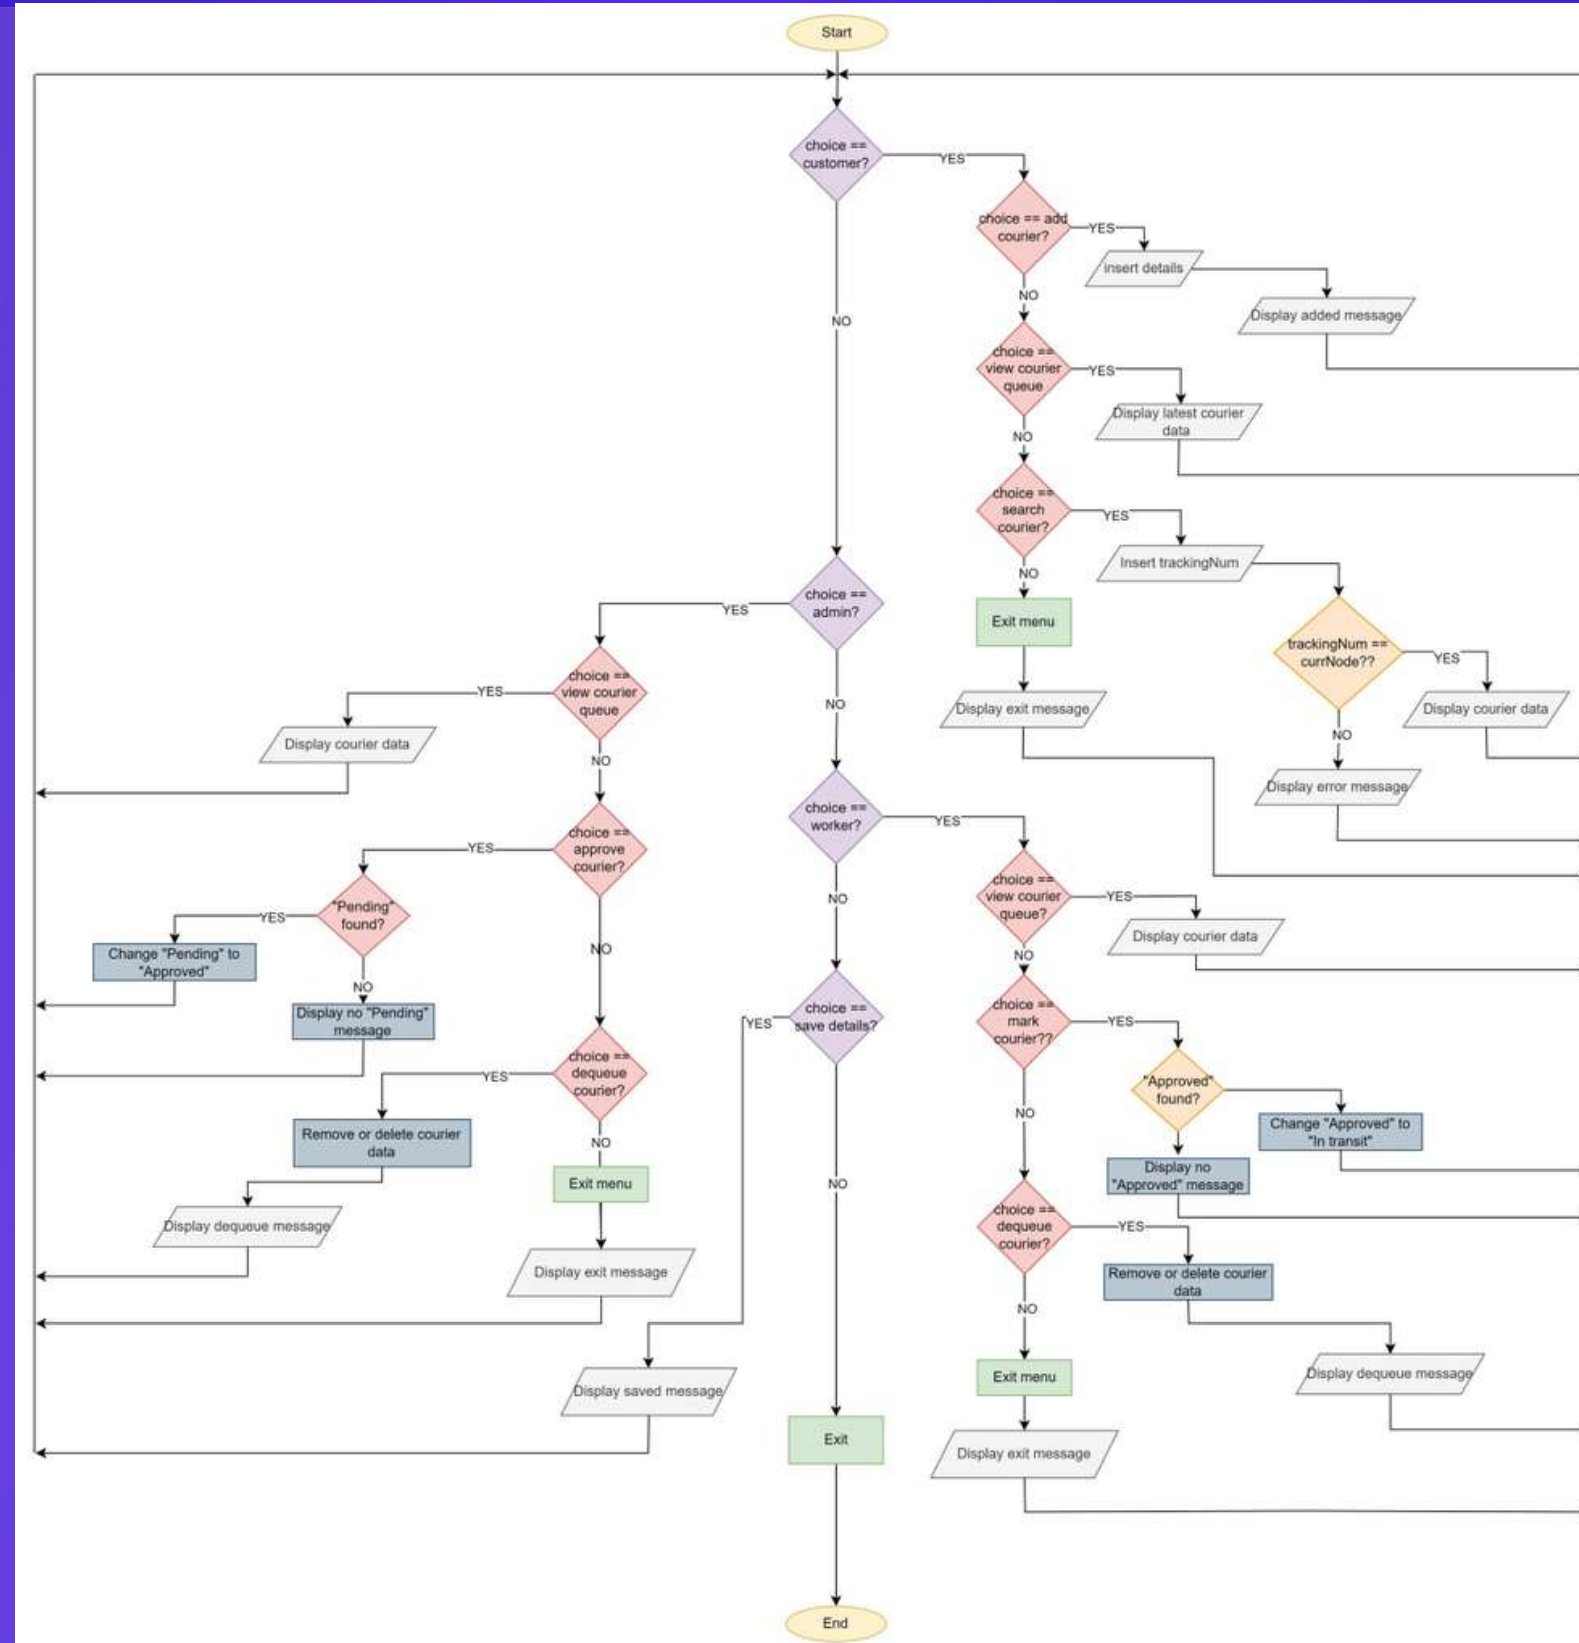 Start
choice ==
customer?
YES
choice == add
courier?
YES
insert details
Display added message
NO
NO
choice ==
view courier
queue
YES
Display latest courier
data
NO
choice ==
search
courier?
YES
Insert trackingNum
NO
Exit menu
trackingNum ==
currNode??
YES
Display courier data
Display exit message
NO
Display error message
choice ==
admin?
YES
choice ==
view courier
queue
YES
Display courier data
NO
NO
choice ==
approve
courier?
YES
"Pending"
found?
YES
Change "Pending" to
"Approved"
NO
Display no "Pending"
message
NO
choice ==
dequeue
courier?
YES
Remove or delete courier
data
Display dequeue message
NO
Exit menu
Display exit message
choice ==
worker?
YES
choice ==
view courier
queue?
YES
Display courier data
NO
NO
choice ==
mark
courier??
YES
"Approved"
found?
Change "Approved" to
"In transit"
Display no
"Approved" message
NO
choice ==
dequeue
courier?
YES
Remove or delete courier
data
Display dequeue message
NO
Exit menu
Display exit message
choice ==
save details?
YES
Display saved message
NO
Exit
End